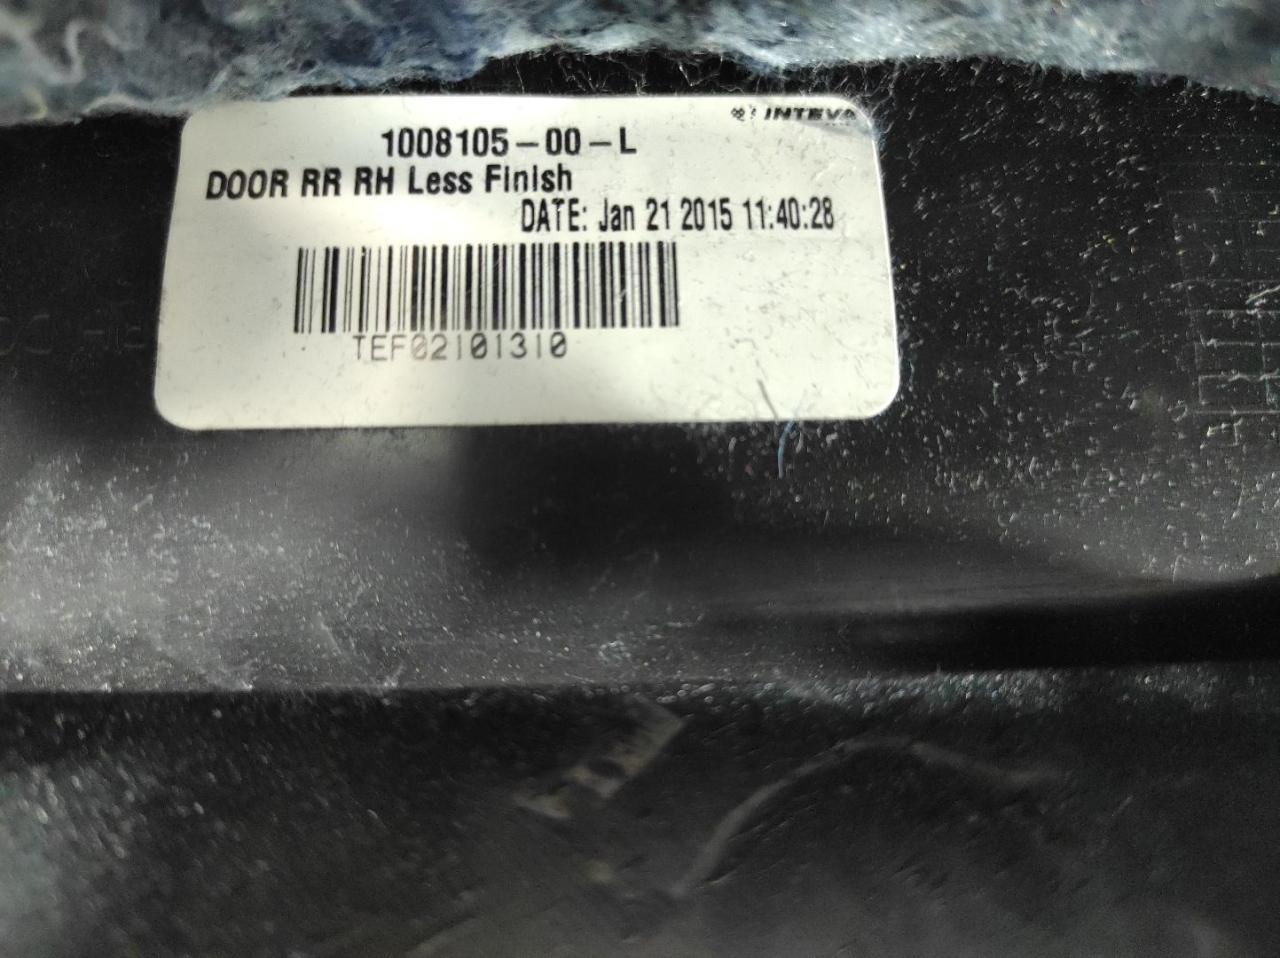 INTEVA
1008105-00-L
DOOR RR RH Less Finish
DATE: Jan 21 2015 11:40:28
TEF02101310